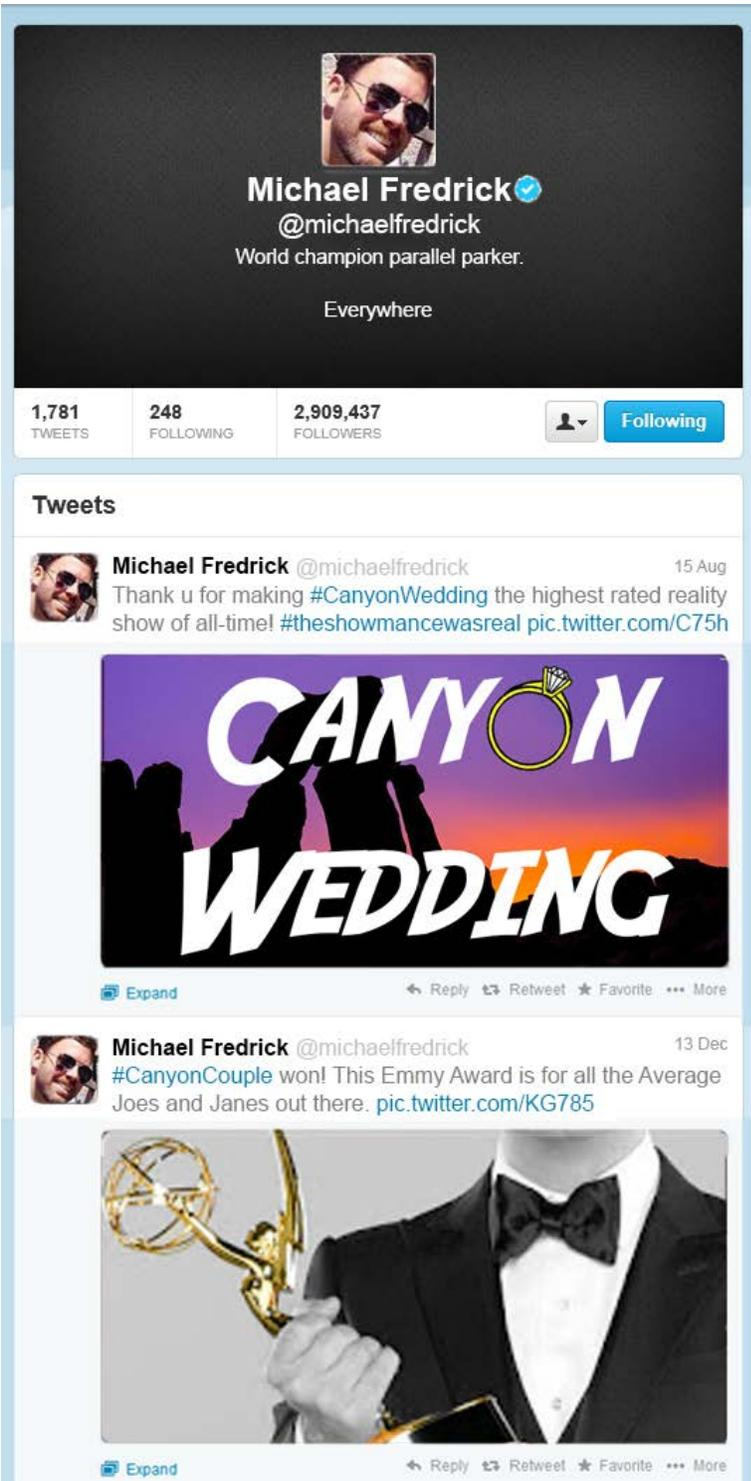 Michael Fredrick
@michaelfredrick
World champion parallel parker.
Everywhere
1,781
TWEETS
248
FOLLOWING
2,909,437
FOLLOWERS
Following
Tweets
Michael Fredrick @michaelfredrick 15 Aug
Thank u for making #CanyonWedding the highest rated reality
show of all-time! #theshowmancewasreal pic.twitter.com/C75h
CANYON
WEDDING
Expand Reply Retweet Favorite More
Michael Fredrick @michaelfredrick 13 Dec
#CanyonCouple won! This Emmy Award is for all the Average
Joes and Janes out there. pic.twitter.com/KG785
Expand Reply Retweet Favorite More